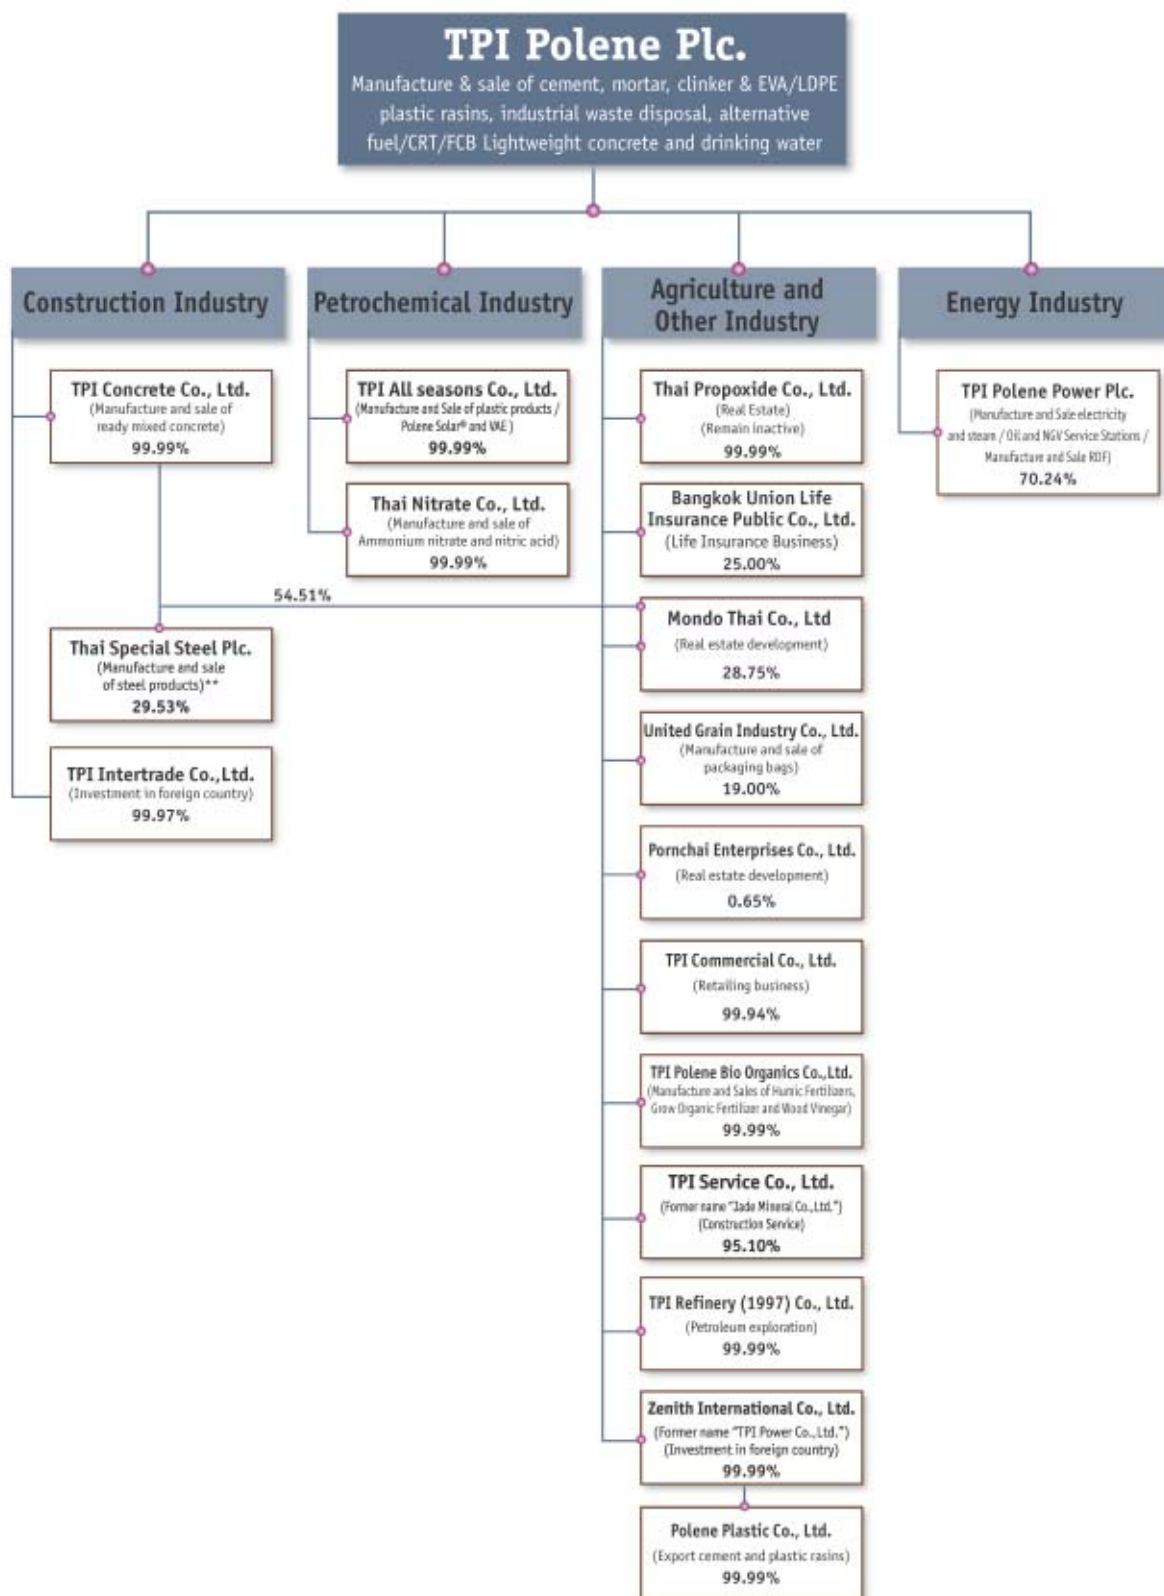 TPI Polene Plc.
Manufacture & sale of cement, mortar, clinker & EVA/LDPE
plastic rasins, industrial waste disposal, alternative
fuel/CRT/FCB Lightweight concrete and drinking water
Construction Industry
TPI Concrete Co., Ltd.
(Manufacture and sale of
ready mixed concrete)
99.99%
54.51%
Thai Special Steel Plc.
(Manufacture and sale
of steel products)**
29.53%
TPI Intertrade Co.,Ltd.
(Investment in foreign country)
99.97%
Petrochemical Industry
TPI All seasons Co., Ltd.
(Manufacture and Sale of plastic products /
Polene Solar® and VAE )
99.99%
Thai Nitrate Co., Ltd.
(Manufacture and sale of
Ammonium nitrate and nitric acid)
99.99%
Agriculture and
Other Industry
Thai Propoxide Co., Ltd.
(Real Estate)
(Remain inactive)
99.99%
Bangkok Union Life
Insurance Public Co., Ltd.
(Life Insurance Business)
25.00%
Mondo Thai Co., Ltd
(Real estate development)
28.75%
United Grain Industry Co., Ltd.
(Manufacture and sale of
packaging bags)
19.00%
Pornchai Enterprises Co., Ltd.
(Real estate development)
0.65%
TPI Commercial Co., Ltd.
(Retailing business)
99.94%
TPI Polene Bio Organics Co.,Ltd.
(Manufacture and Sales of Humic Fertilizers,
Grow Organic Fertilizer and Wood Vinegar)
99.99%
TPI Service Co., Ltd.
(Former name "Jade Mineral Co.,Ltd.")
(Construction Service)
95.10%
TPI Refinery (1997) Co., Ltd.
(Petroleum exploration)
99.99%
Zenith International Co., Ltd.
(Former name "TPI Power Co.,Ltd.")
(Investment in foreign country)
99.99%
Polene Plastic Co., Ltd.
(Export cement and plastic rasins)
99.99%
Energy Industry
TPI Polene Power Plc.
(Manufacture and Sale electricity
and steam / Oil and NGV Service Stations /
Manufacture and Sale RDF)
70.24%